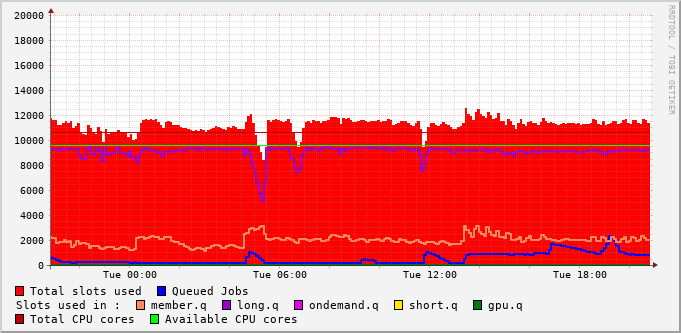 20000
18000
16000
14000
12000
10000
8000
6000
4000
2000
0
Tue 00:00 Tue 06:00 Tue 12:00 Tue 18:00
RRDTOOL / TOBI OETIKER
Total slots used Queued Jobs
Slots used in : member.q long.q ondemand.q short.q gpu.q
Total CPU cores Available CPU cores